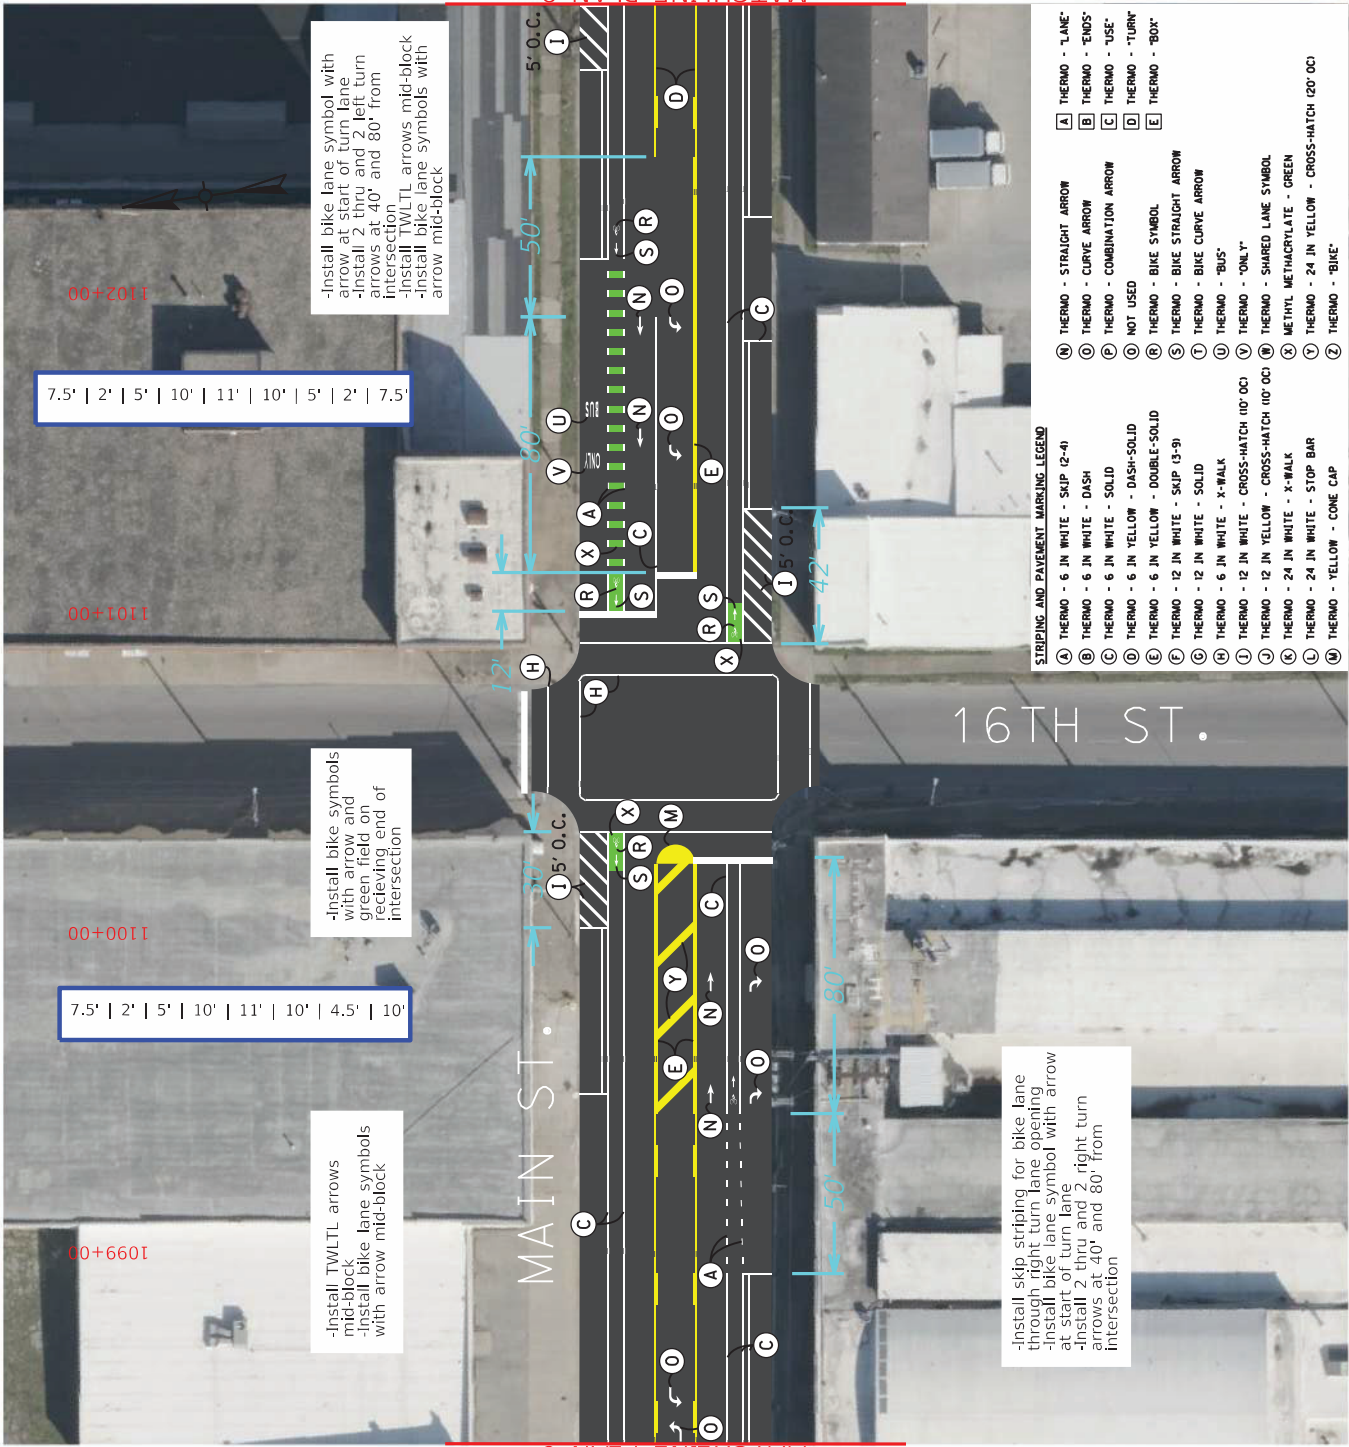 -Install bike lane symbol with
arrow at start of turn lane
-Install 2 thru and 2 left turn
arrows at 40' and 80' from
intersection
-Install TWLTL arrows mid-block
-Install bike lane symbols with
arrow mid-block
1102+00
1101+00
1100+00
1099+00
7.5' | 2' | 5' | 10' | 11' | 10' | 5' | 2' | 7.5'
7.5' | 2' | 5' | 10' | 11' | 10' | 4.5' | 10'
-Install bike symbols
with arrow and
green field on
recieving end of
intersection
-Install TWLTL arrows
mid-block
-Install bike lane symbols
with arrow mid-block
-Install skip striping for bike lane
through right turn lane opening
-Install bike lane symbol with arrow
at start of turn lane
-Install 2 thru and 2 right turn
arrows at 40' and 80' from
intersection
MAIN ST.
16TH ST.
I 5' O.C.
D
50'
R
S
N
O
C
80'
BUS
ONLY
U
V
N
O
E
A
X
C
R
S
12'
H
H
I 5' O.C.
42'
S
R
X
30'
I 5' O.C.
X
R
S
M
C
Y
E
N
O
N
O
80'
50'
C
A
C
O
O
STRIPING AND PAVEMENT MARKING LEGEND
A THERMO - 6 IN WHITE - SKIP (2-4)
B THERMO - 6 IN WHITE - DASH
C THERMO - 6 IN WHITE - SOLID
D THERMO - 6 IN YELLOW - DASH-SOLID
E THERMO - 6 IN YELLOW - DOUBLE-SOLID
F THERMO - 12 IN WHITE - SKIP (3-9)
G THERMO - 12 IN WHITE - SOLID
H THERMO - 6 IN WHITE - X-WALK
I THERMO - 12 IN WHITE - CROSS-HATCH (10' OC)
J THERMO - 12 IN YELLOW - CROSS-HATCH (10' OC)
K THERMO - 24 IN WHITE - X-WALK
L THERMO - 24 IN WHITE - STOP BAR
M THERMO - YELLOW - CONE CAP
N THERMO - STRAIGHT ARROW
O THERMO - CURVE ARROW
P THERMO - COMBINATION ARROW
Q NOT USED
R THERMO - BIKE SYMBOL
S THERMO - BIKE STRAIGHT ARROW
T THERMO - BIKE CURVE ARROW
U THERMO - "BUS"
V THERMO - "ONLY"
W THERMO - SHARED LANE SYMBOL
X METHYL METHACRYLATE - GREEN
Y THERMO - 24 IN YELLOW - CROSS-HATCH (20' OC)
Z THERMO - "BIKE"
A THERMO - "LANE"
B THERMO - "ENDS"
C THERMO - "USE"
D THERMO - "TURN"
E THERMO - "BOX"